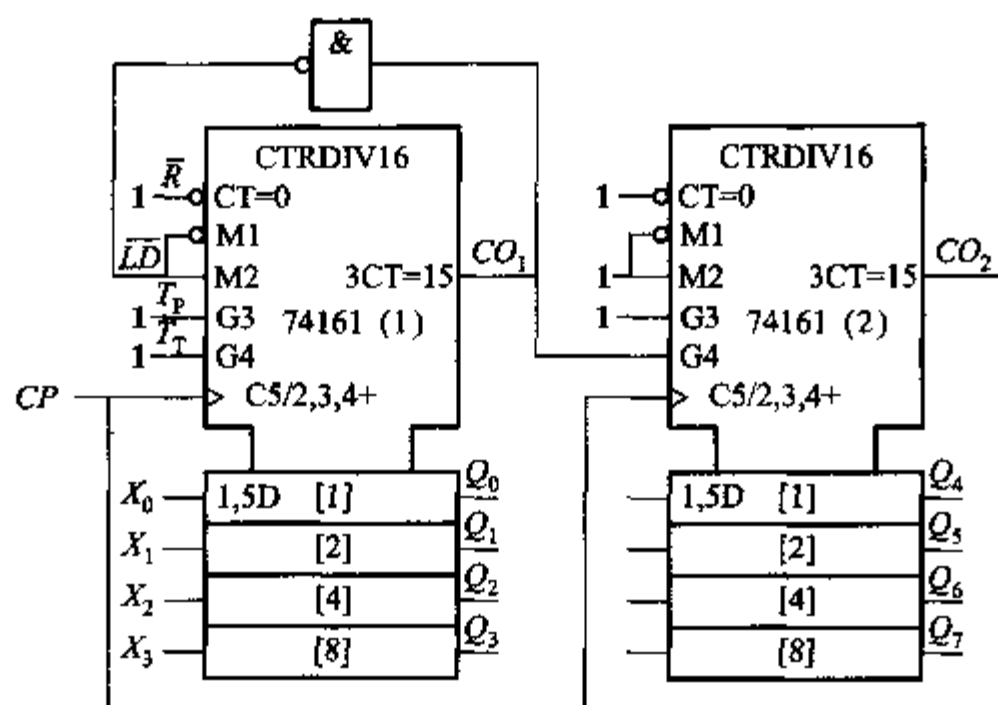 &
CTRDIV16
1 R̅ CT=0
M1
L̅D̅
M2 3CT=15 CO₁
1 T_P G3 74161 (1)
1 T_T G4
CP C5/2,3,4+
X₀ 1,5D [1] Q₀
X₁ [2] Q₁
X₂ [4] Q₂
X₃ [8] Q₃
CTRDIV16
1 CT=0
M1
1 M2 3CT=15 CO₂
1 G3 74161 (2)
G4
C5/2,3,4+
1,5D [1] Q₄
[2] Q₅
[4] Q₆
[8] Q₇